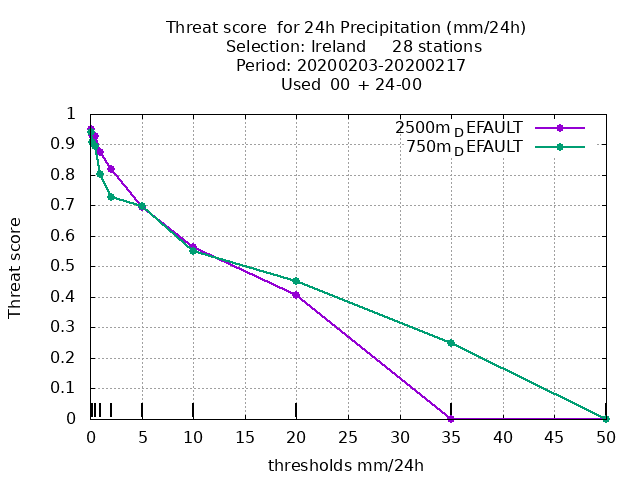 Threat score  for 24h Precipitation (mm/24h)
Selection: Ireland     28 stations
Period: 20200203-20200217
Used  00 + 24-00
2500m_DEFAULT
750m_DEFAULT
1
0.9
0.8
0.7
0.6
0.5
0.4
0.3
0.2
0.1
0
Threat score
0 5 10 15 20 25 30 35 40 45 50
thresholds mm/24h